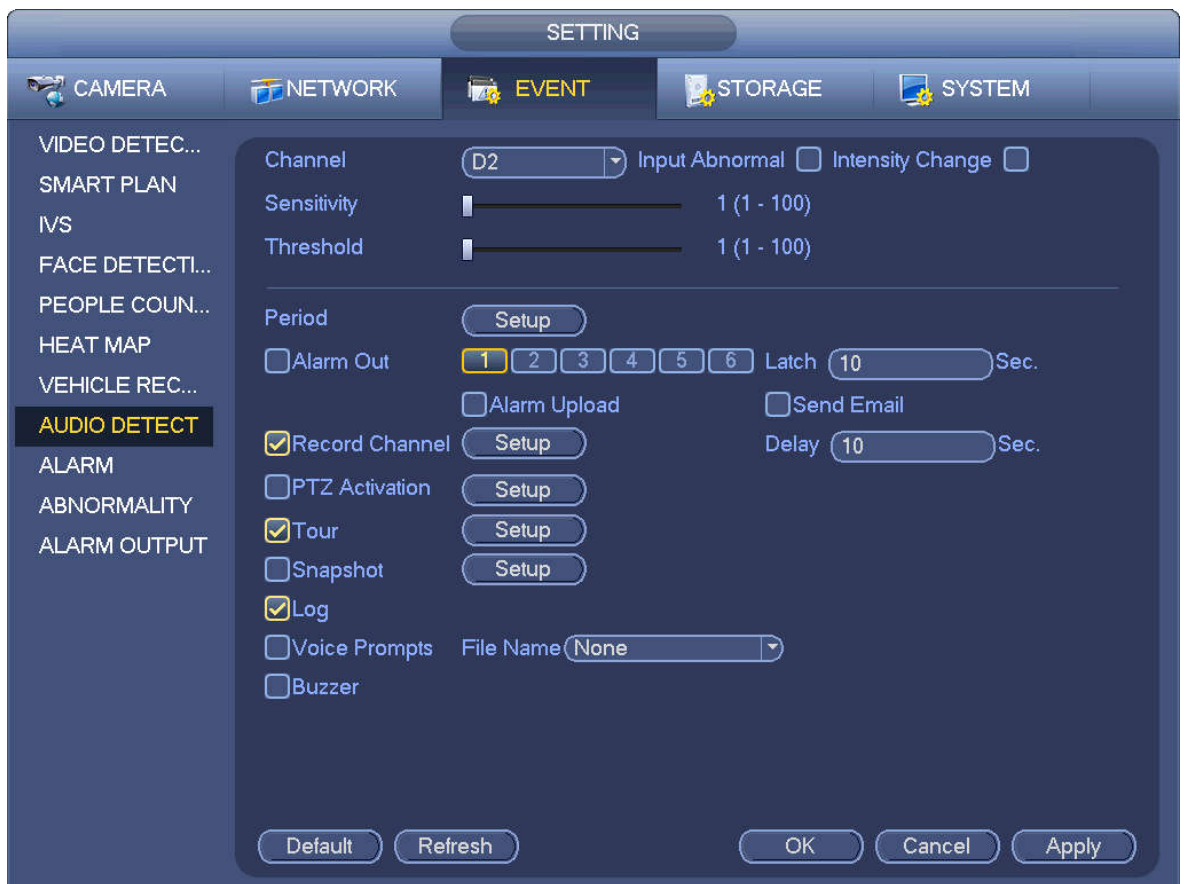 SETTING
CAMERA NETWORK EVENT STORAGE SYSTEM
VIDEO DETEC...
SMART PLAN
IVS
FACE DETECTI...
PEOPLE COUN...
HEAT MAP
VEHICLE REC...
AUDIO DETECT
ALARM
ABNORMALITY
ALARM OUTPUT
Channel D2 Input Abnormal Intensity Change
Sensitivity 1 (1 - 100)
Threshold 1 (1 - 100)
Period Setup
Alarm Out 1 2 3 4 5 6 Latch 10 Sec.
Alarm Upload Send Email
Record Channel Setup Delay 10 Sec.
PTZ Activation Setup
Tour Setup
Snapshot Setup
Log
Voice Prompts File Name None
Buzzer
Default Refresh OK Cancel Apply